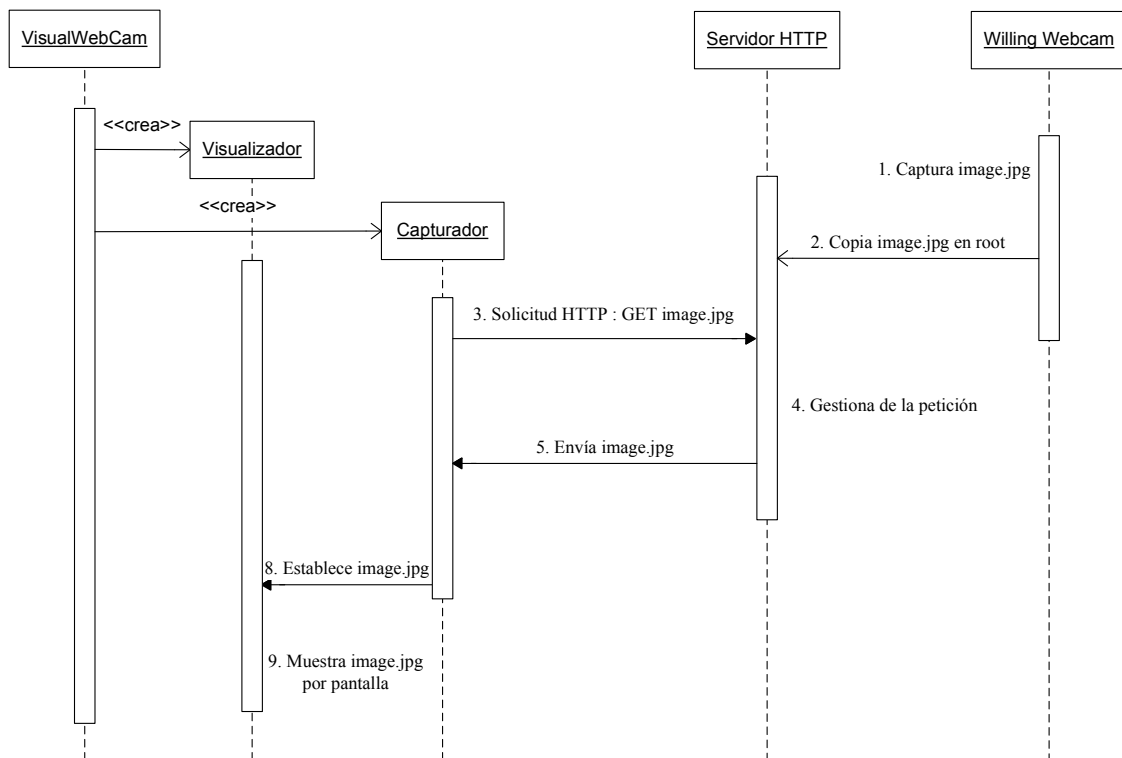 VisualWebCam
Servidor HTTP
Willing Webcam
<<crea>>
Visualizador
1. Captura image.jpg
<<crea>>
Capturador
2. Copia image.jpg en root
3. Solicitud HTTP : GET image.jpg
4. Gestiona de la petición
5. Envía image.jpg
8. Establece image.jpg
9. Muestra image.jpg
por pantalla